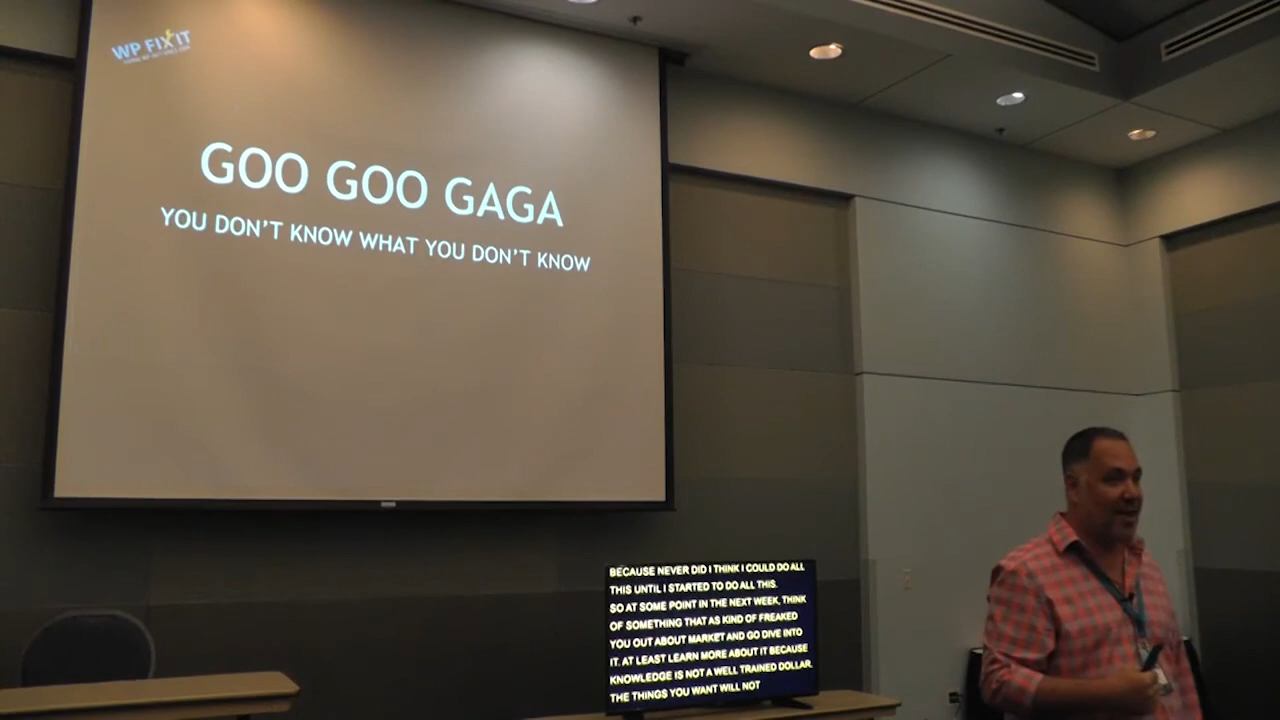 WP FIX IT
GOO GOO GAGA
YOU DON'T KNOW WHAT YOU DON'T KNOW
BECAUSE NEVER DID I THINK I COULD DO ALL
THIS UNTIL I STARTED TO DO ALL THIS.
SO AT SOME POINT IN THE NEXT WEEK, THINK
OF SOMETHING THAT AS KIND OF FREAKED
YOU OUT ABOUT MARKET AND GO DIVE INTO
IT. AT LEAST LEARN MORE ABOUT IT BECAUSE
KNOWLEDGE IS NOT A WELL TRAINED DOLLAR.
THE THINGS YOU WANT WILL NOT